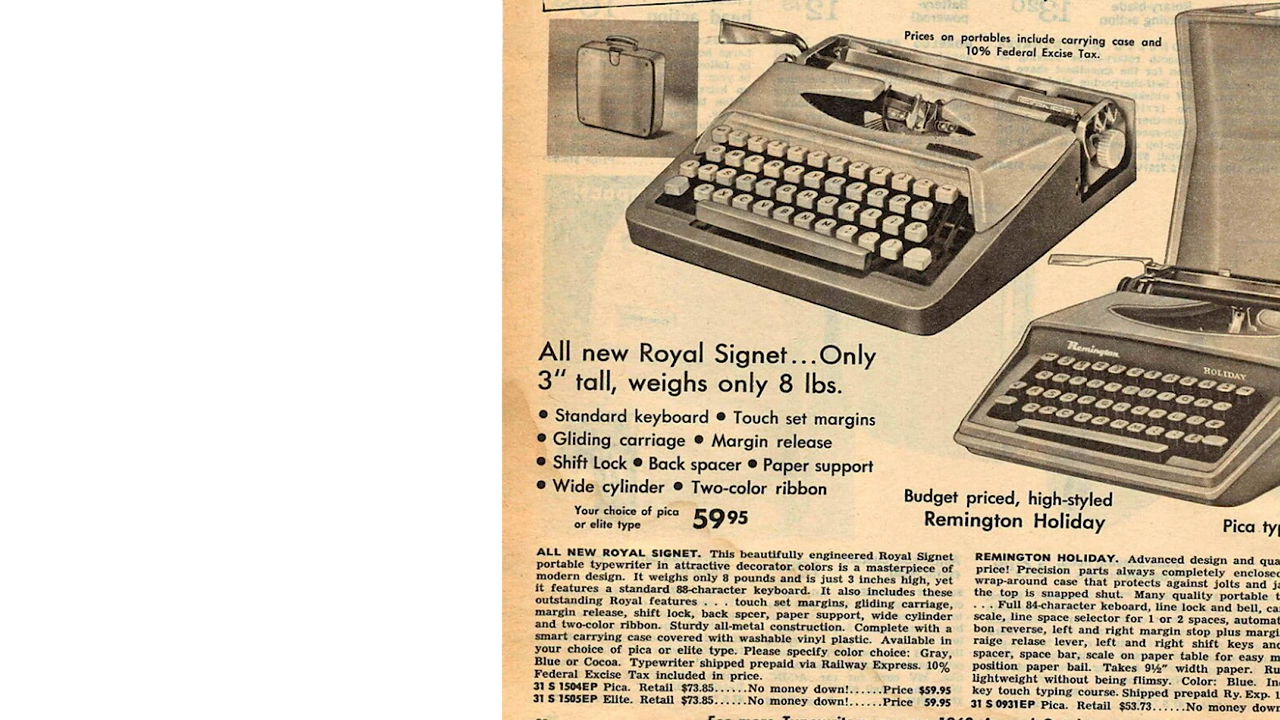 Prices on portables include carrying case and
10% Federal Excise Tax.
Remington
HOLIDAY
All new Royal Signet...Only
3" tall, weighs only 8 lbs.
• Standard keyboard • Touch set margins
• Gliding carriage • Margin release
• Shift Lock • Back spacer • Paper support
• Wide cylinder • Two-color ribbon
Your choice of pica
or elite type
59 95
Budget priced, high-styled
Remington Holiday
Pica typ
ALL NEW ROYAL SIGNET. This beautifully engineered Royal Signet
portable typewriter in attractive decorator colors is a masterpiece of
modern design. It weighs only 8 pounds and is just 3 inches high, yet
it features a standard 88-character keyboard. It also includes these
outstanding Royal features . . . touch set margins, gliding carriage,
margin release, shift lock, back spcer, paper support, wide cylinder
and two-color ribbon. Sturdy all-metal construction. Complete with a
smart carrying case covered with washable vinyl plastic. Available in
your choice of pica or elite type. Please specify color choice: Gray,
Blue or Cocoa. Typewriter shipped prepaid via Railway Express. 10%
Federal Excise Tax included in price.
31 S 1504EP Pica. Retail $73.85......No money down!......Price $59.95
31 S 1505EP Elite. Retail $73.85......No money down!......Price 59.95
REMINGTON HOLIDAY. Advanced design and qua
price! Precision parts always completely enclosed
wrap-around case that protects against jolts and ja
the top is snapped shut. Many quality portable t
. . . Full 84-character keboard, line lock and bell, ca
scale, line space selector for 1 or 2 spaces, automat
bon reverse, left and right margin stop plus margi
raige relase lever, left and right shift keys and
spacer, space bar, scale on paper table for easy m
position paper bail. Takes 9½" width paper. Ru
lightweight without being flimsy. Color: Blue. In
key touch typing course. Shipped prepaid Ry. Exp. 1
31 S 0931EP Pica. Retail $53.73......No money down